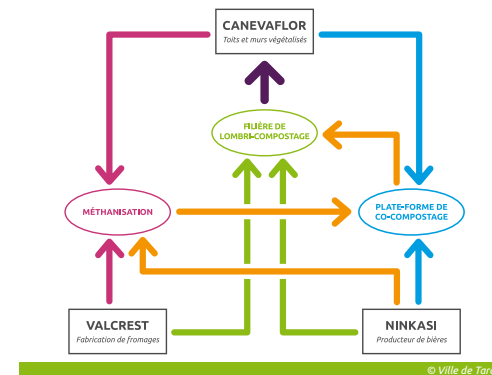 CANEVAFLOR
Toits et murs végétalisés
FILIÈRE DE
LOMBRI-COMPOSTAGE
MÉTHANISATION
PLATE-FORME DE
CO-COMPOSTAGE
VALCREST
Fabrication de fromages
NINKASI
Producteur de bières
© Ville de Tar